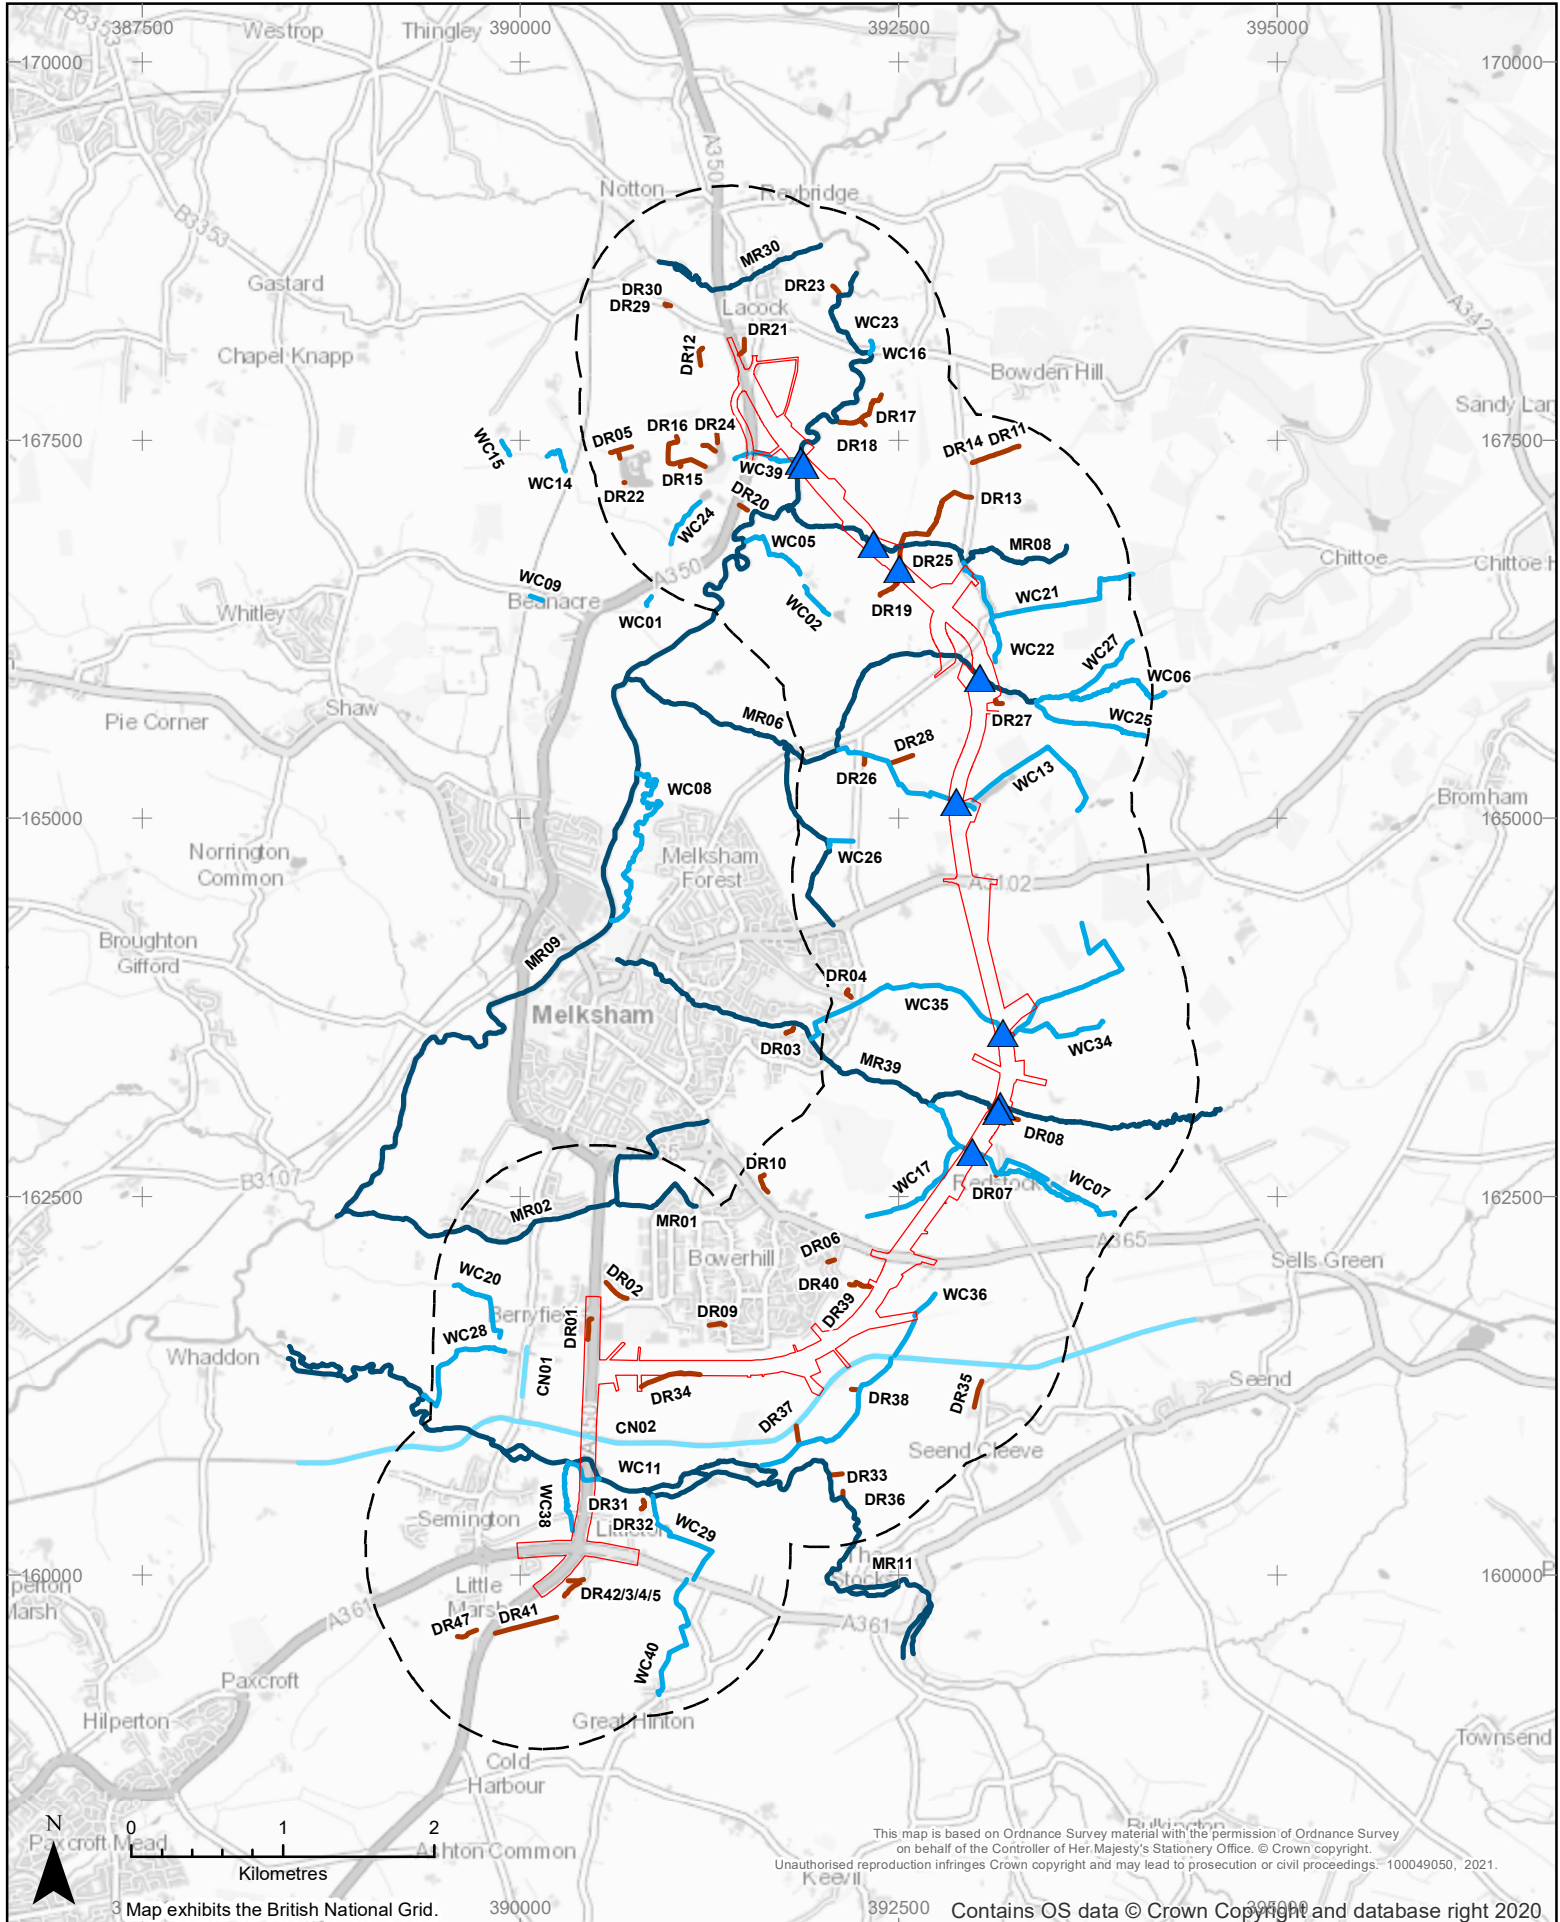 B3353
387500
Westrop
Thingley
390000
392500
395000
170000
170000
A350
Notton
Reybridge
B3353
MR30
Gastard
DR30
DR29
DR23
Lacock
A342
DR21
WC23
Chapel Knapp
DR12
WC16
Bowden Hill
Sandy Lan
DR17
DR16
DR24
DR05
167500
WC15
DR18
DR14
DR11
167500
WC14
WC39
DR15
DR22
DR20
DR13
WC24
WC05
MR08
DR25
Chittoe
Chittoe H
A350
WC09
Beanacre
WC21
Whitley
WC01
WC02
DR19
WC22
WC27
WC06
Shaw
Pie Corner
MR06
DR27
WC25
DR28
DR26
WC13
WC08
Bromham
165000
165000
Norrington
Common
Melksham
Forest
WC26
A3102
Broughton
Gifford
MR09
DR04
WC35
Melksham
DR03
WC34
MR39
DR08
B3107
DR10
WC17
Redstocks
WC07
DR07
162500
162500
MR02
MR01
A365
Bowerhill
DR06
Sells Green
WC20
DR02
DR40
WC36
Berryfield
DR39
DR01
DR09
WC28
Whaddon
CN01
Seend
DR34
DR35
DR38
DR37
CN02
Seend Cleeve
WC11
DR33
WC38
DR31
DR36
Semington
DR32
Littleton
WC29
The
Stocks
MR11
160000
160000
Little
Marsh
DR42/3/4/5
DR41
DR47
A361
A361
WC40
Paxcroft
Hilperton
Great Hinton
Townsend
Cold
Harbour
N
0
1
2
Paxcroft Mead
Kilometres
Ashton Common
Bulkington
Keevil
This map is based on Ordnance Survey material with the permission of Ordnance Survey
on behalf of the Controller of Her Majesty's Stationery Office. © Crown copyright.
Unauthorised reproduction infringes Crown copyright and may lead to prosecution or civil proceedings. 100049050, 2021.
390000
392500
395000
Map exhibits the British National Grid.
Contains OS data © Crown Copyright and database right 2020